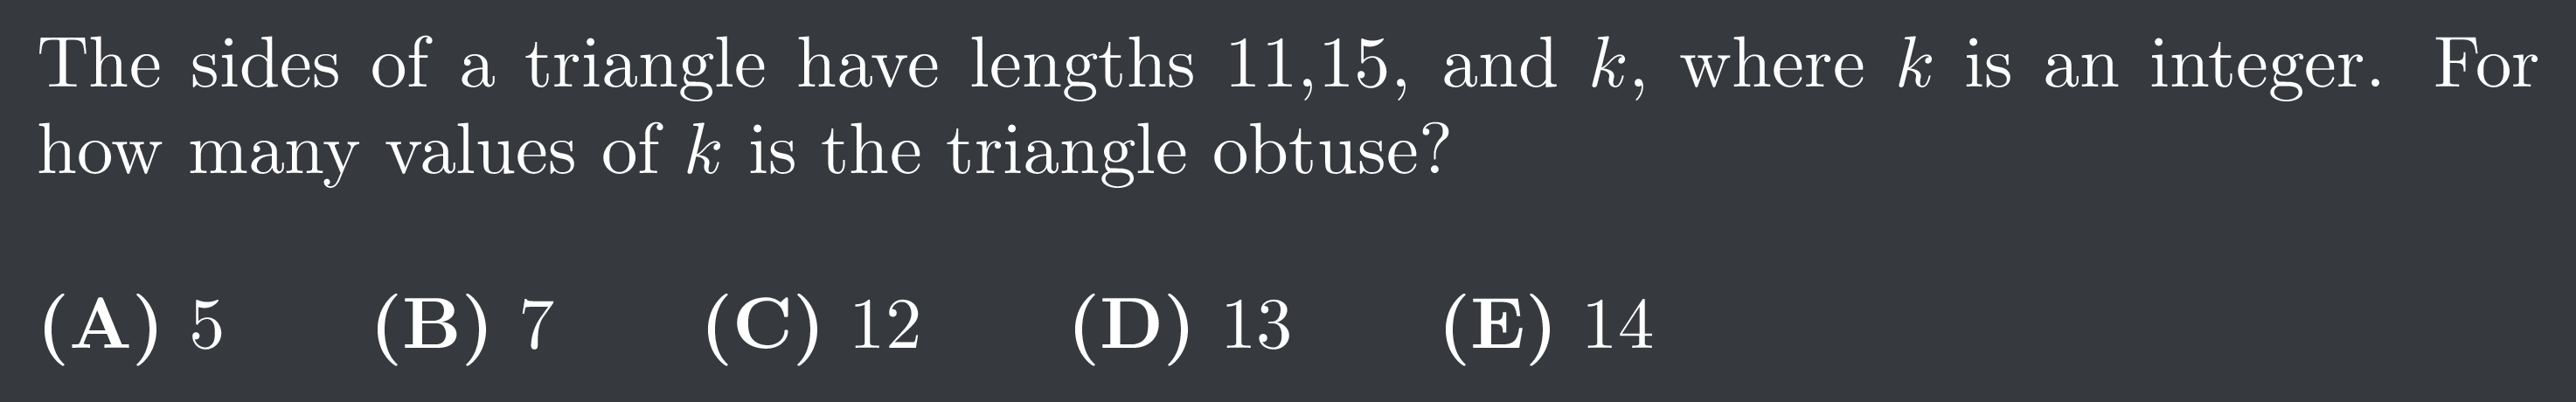 The sides of a triangle have lengths 11,15, and k, where k is an integer. For
how many values of k is the triangle obtuse?
(A) 5 (B) 7 (C) 12 (D) 13 (E) 14